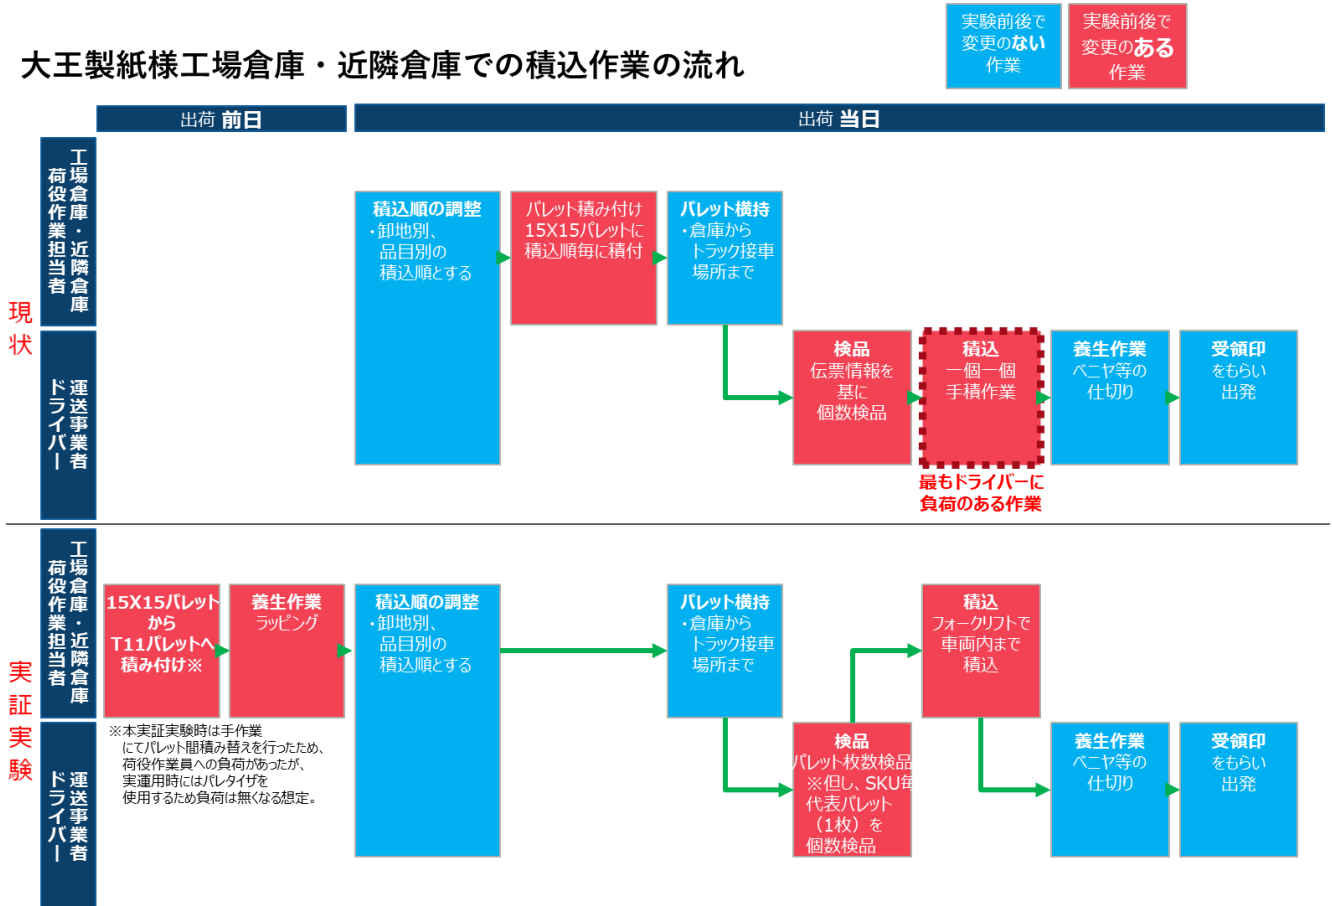 大王製紙様工場倉庫・近隣倉庫での積込作業の流れ
実験前後で
変更のない
作業
実験前後で
変更のある
作業
出荷 前日
出荷 当日
現状
工場倉庫・近隣倉庫
荷役作業担当者
積込順の調整
・卸地別、
品目別の
積込順とする
パレット積み付け
15X15パレットに
積込順毎に積付
パレット横持
・倉庫から
トラック接車
場所まで
運送事業者
ドライバー
検品
伝票情報を
基に
個数検品
積込
一個一個
手積作業
最もドライバーに
負荷のある作業
養生作業
ベニヤ等の
仕切り
受領印
をもらい
出発
実証実験
工場倉庫・近隣倉庫
荷役作業担当者
15X15パレット
から
T11パレットへ
積み付け※
養生作業
ラッピング
積込順の調整
・卸地別、
品目別の
積込順とする
パレット横持
・倉庫から
トラック接車
場所まで
積込
フォークリフトで
車両内まで
積込
※本実証実験時は手作業
にてパレット間積み替えを行ったため、
荷役作業員への負荷があったが、
実運用時にはパレタイザを
使用するため負荷は無くなる想定。
運送事業者
ドライバー
検品
パレット枚数検品
※但し、SKU毎
代表パレット
（1枚）を
個数検品
養生作業
ベニヤ等の
仕切り
受領印
をもらい
出発